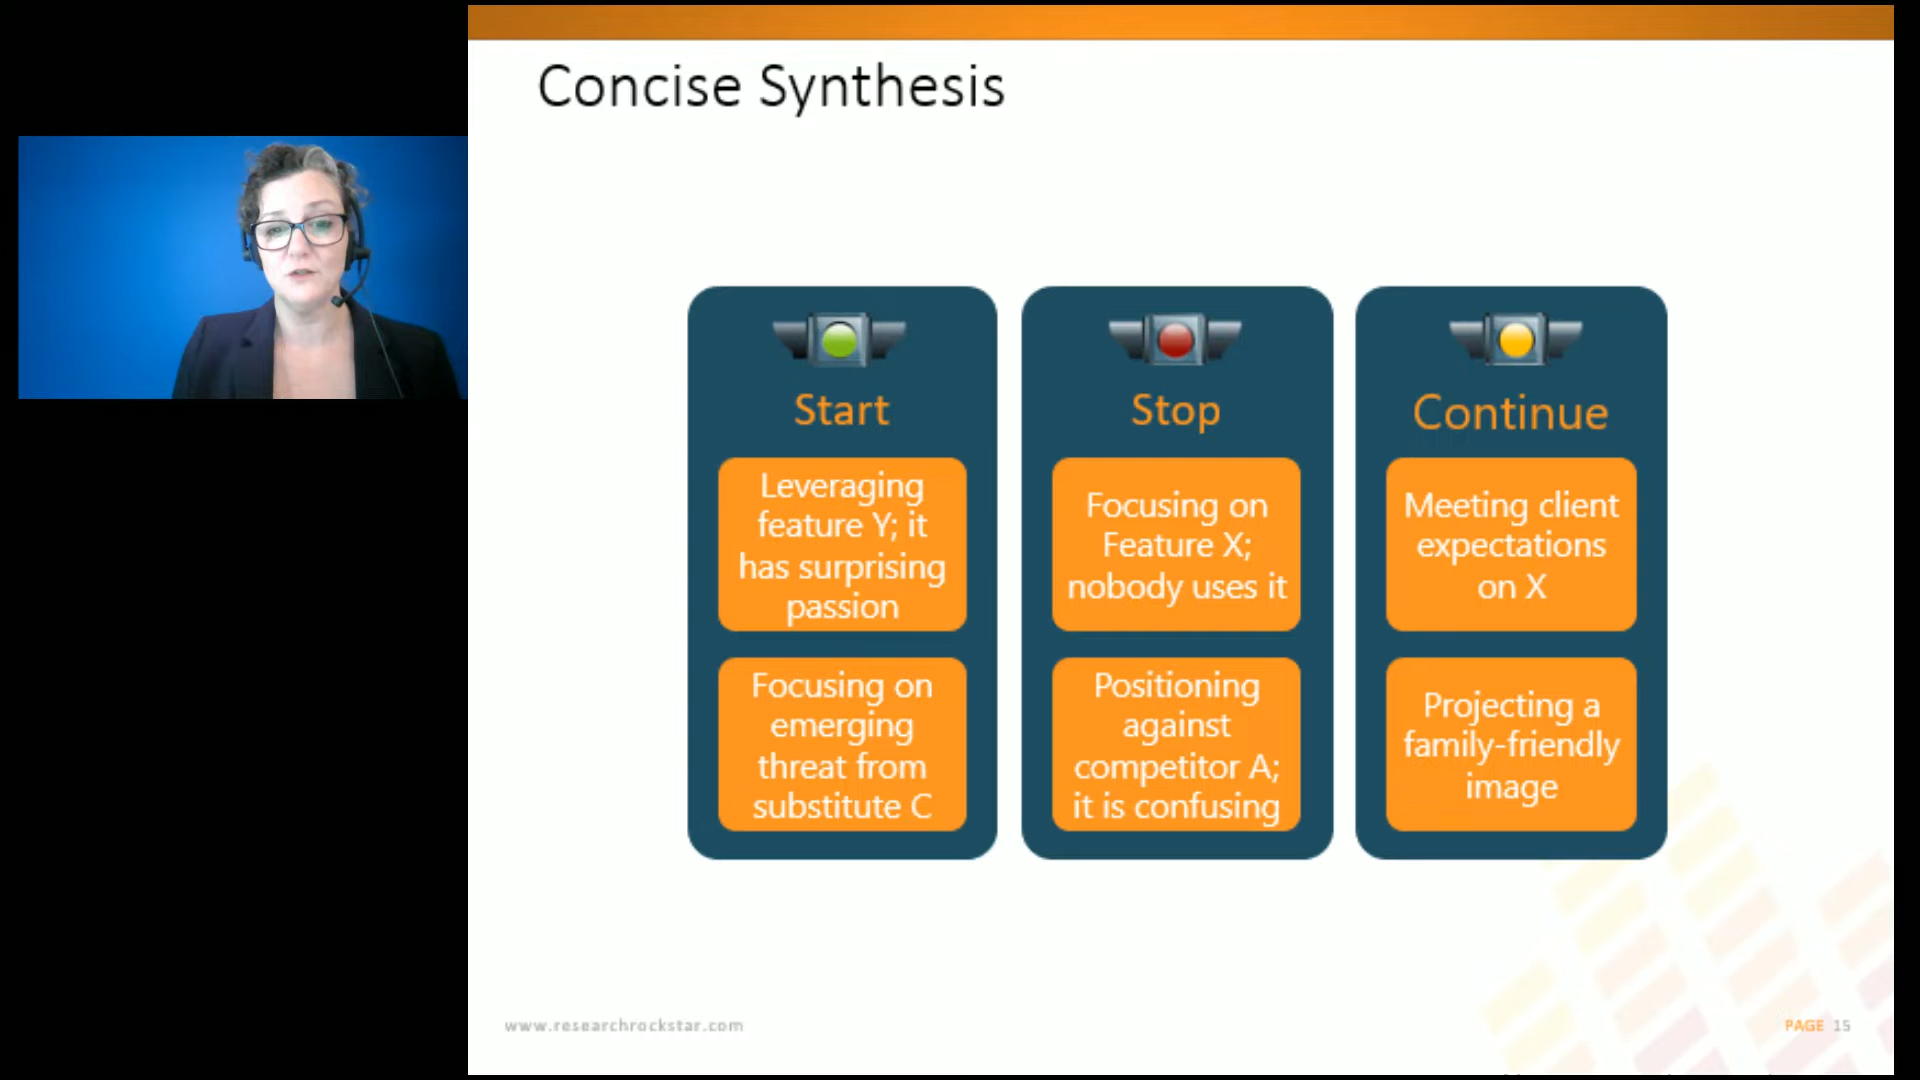 Concise Synthesis
Start
Leveraging
feature Y; it
has surprising
passion
Focusing on
emerging
threat from
substitute C
Stop
Focusing on
Feature X;
nobody uses it
Positioning
against
competitor A;
it is confusing
Continue
Meeting client
expectations
on X
Projecting a
family-friendly
image
www.researchrockstar.com
PAGE 15